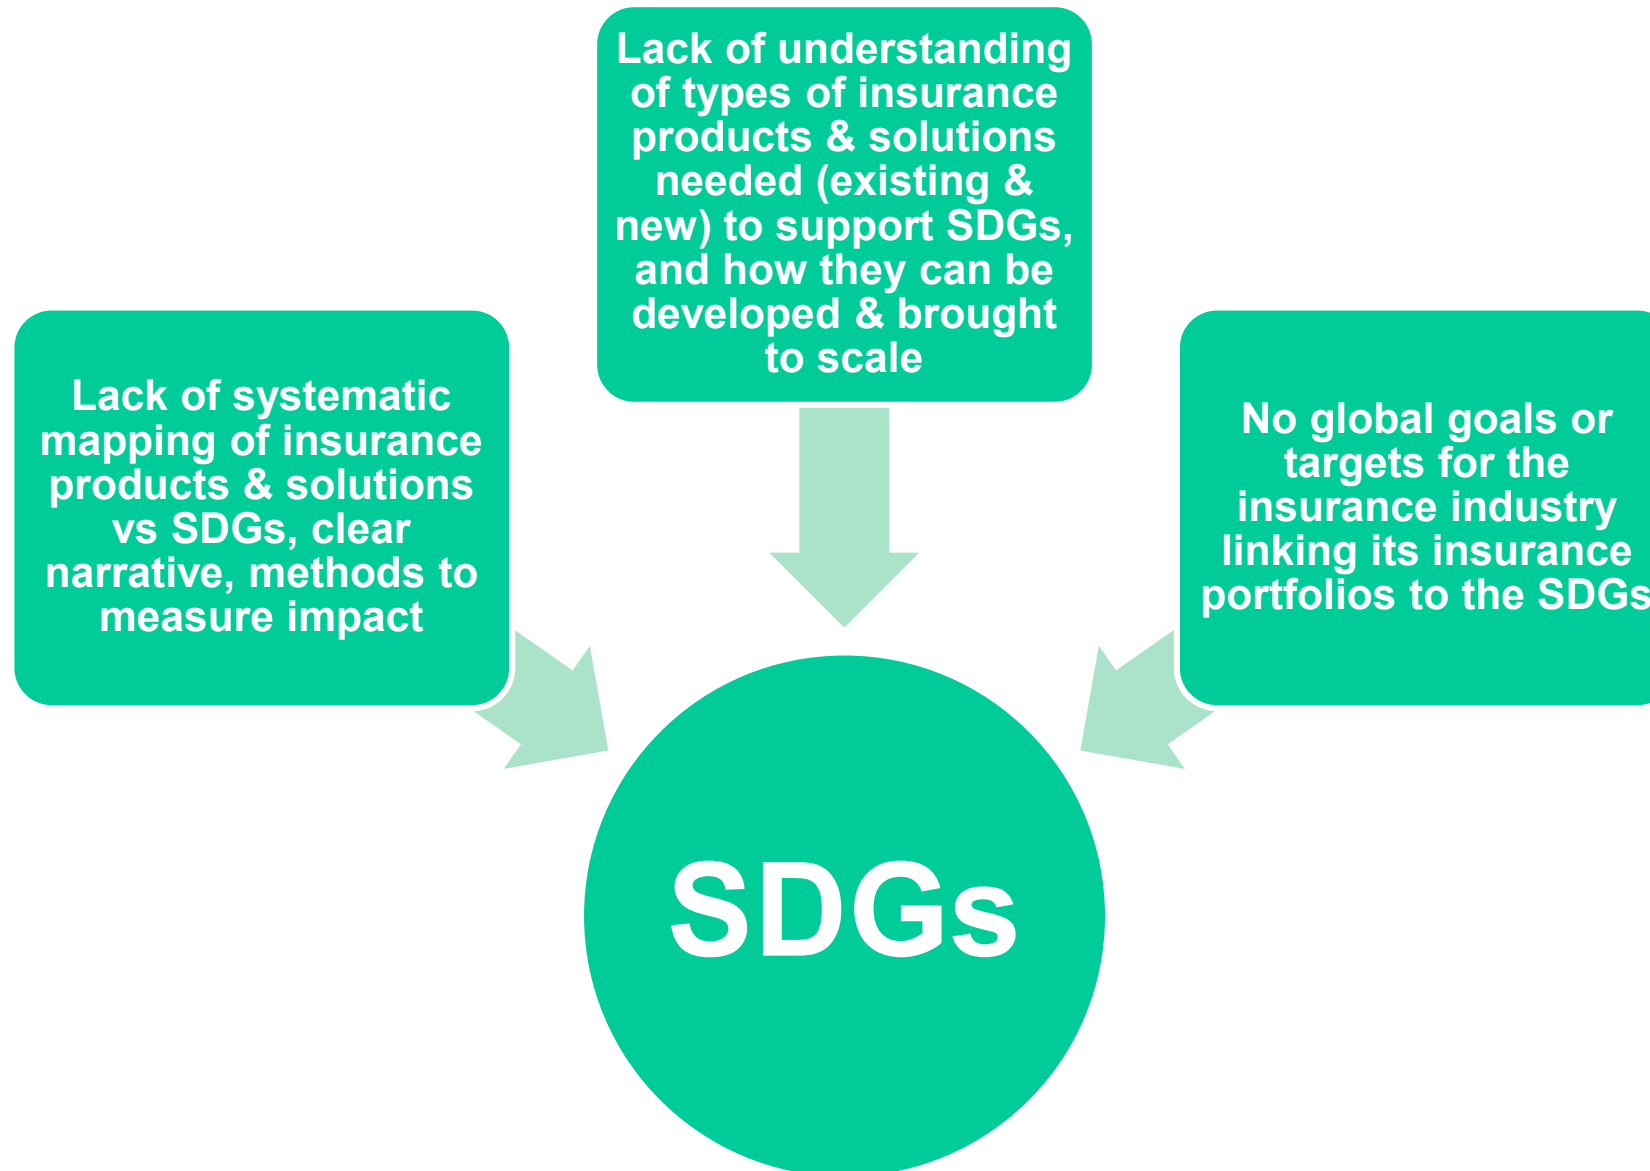 Lack of understanding
of types of insurance
products & solutions
needed (existing &
new) to support SDGs,
and how they can be
developed & brought
to scale
Lack of systematic
mapping of insurance
products & solutions
vs SDGs, clear
narrative, methods to
measure impact
No global goals or
targets for the
insurance industry
linking its insurance
portfolios to the SDGs
SDGs